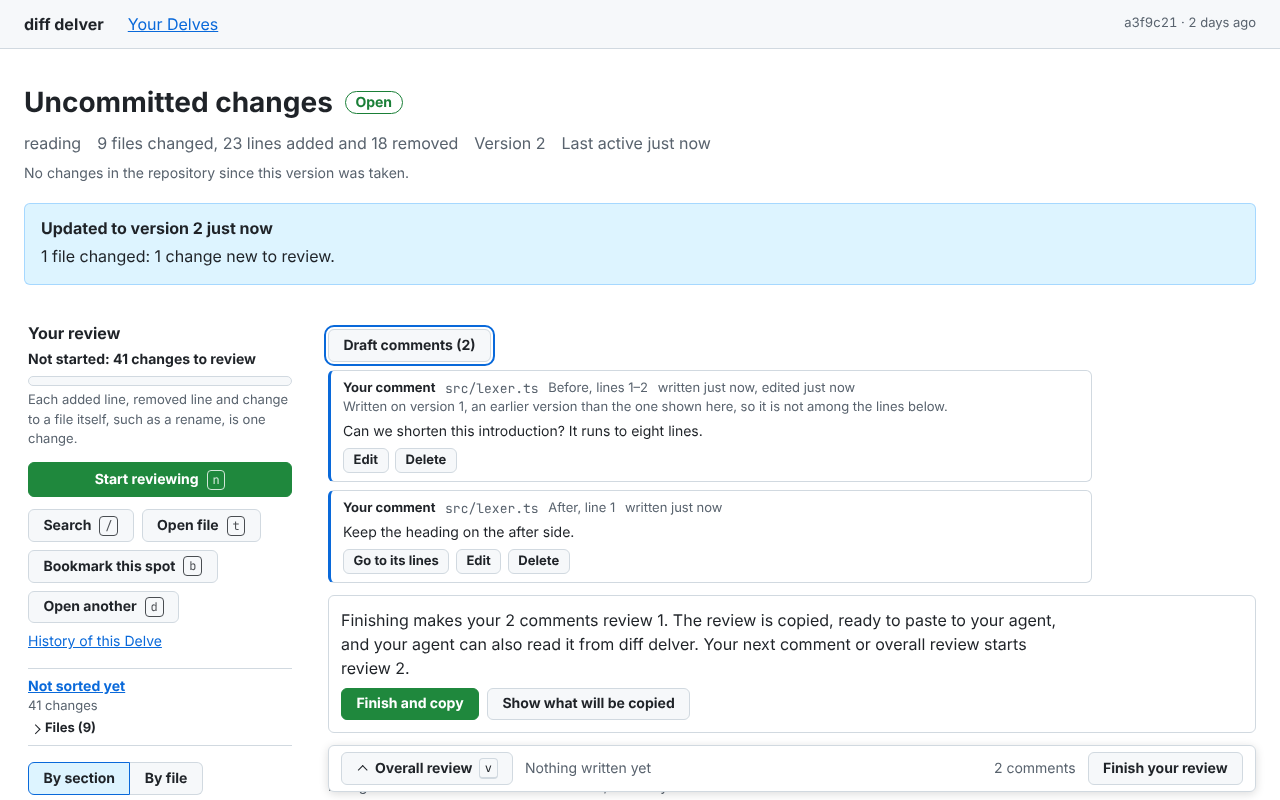 diff delver Your Delves a3f9c21 · 2 days ago
Uncommitted changes Open
reading 9 files changed, 23 lines added and 18 removed Version 2 Last active just now
No changes in the repository since this version was taken.
Updated to version 2 just now
1 file changed: 1 change new to review.
Your review
Not started: 41 changes to review
Each added line, removed line and change
to a file itself, such as a rename, is one
change.
Start reviewing n
Search / Open file t
Bookmark this spot b
Open another d
History of this Delve
Not sorted yet
41 changes
Files (9)
By section By file
Draft comments (2)
Your comment src/lexer.ts Before, lines 1–2 written just now, edited just now
Written on version 1, an earlier version than the one shown here, so it is not among the lines below.
Can we shorten this introduction? It runs to eight lines.
Edit Delete
Your comment src/lexer.ts After, line 1 written just now
Keep the heading on the after side.
Go to its lines Edit Delete
Finishing makes your 2 comments review 1. The review is copied, ready to paste to your agent,
and your agent can also read it from diff delver. Your next comment or overall review starts
review 2.
Finish and copy Show what will be copied
Overall review v Nothing written yet 2 comments Finish your review